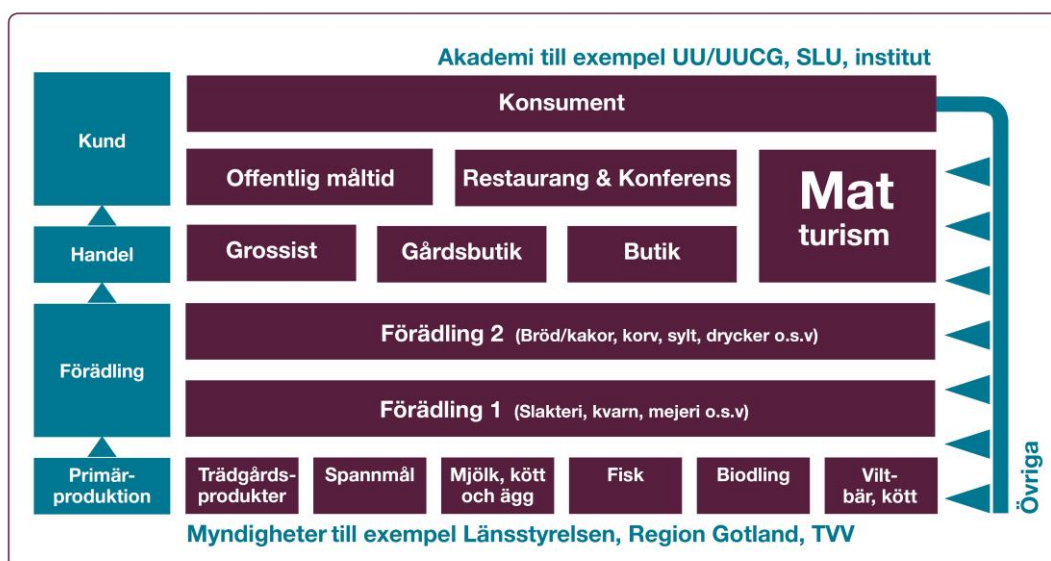 Akademi till exempel UU/UUCG, SLU, institut
Kund
Konsument
Offentlig måltid
Restaurang & Konferens
Mat
turism
Handel
Grossist
Gårdsbutik
Butik
Förädling
Förädling 2 (Bröd/kakor, korv, sylt, drycker o.s.v)
Förädling 1 (Slakteri, kvarn, mejeri o.s.v)
Primär-
produktion
Trädgårds-
produkter
Spannmål
Mjölk, kött
och ägg
Fisk
Biodling
Vilt-
bär, kött
Övriga
Myndigheter till exempel Länsstyrelsen, Region Gotland, TVV